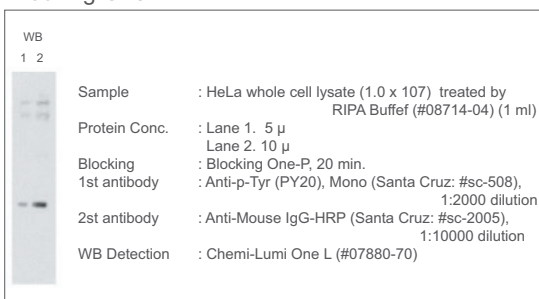 WB
1 2
Sample : HeLa whole cell lysate (1.0 x 107) treated by
RIPA Buffef (#08714-04) (1 ml)
Protein Conc. : Lane 1. 5 µ
Lane 2. 10 µ
Blocking : Blocking One-P, 20 min.
1st antibody : Anti-p-Tyr (PY20), Mono (Santa Cruz: #sc-508),
1:2000 dilution
2st antibody : Anti-Mouse IgG-HRP (Santa Cruz: #sc-2005),
1:10000 dilution
WB Detection : Chemi-Lumi One L (#07880-70)